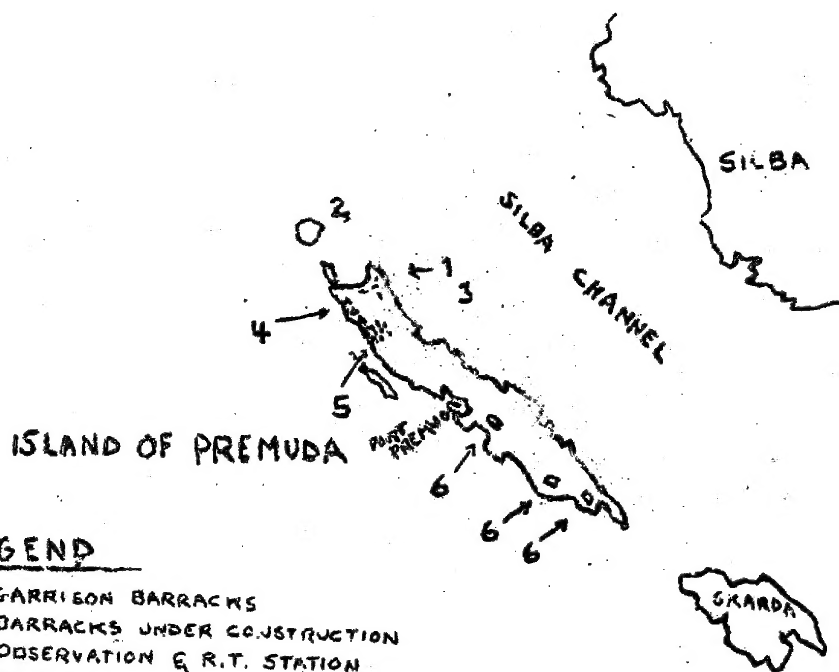 SILBA
SILBA CHANNEL
2
1
3
4
5
ISLAND OF PREMUDA
PORT
6
6
6
GEND
GARRISON BARRACKS
BARRACKS UNDER CONSTRUCTION
OBSERVATION & R.T. STATION
SKARDA